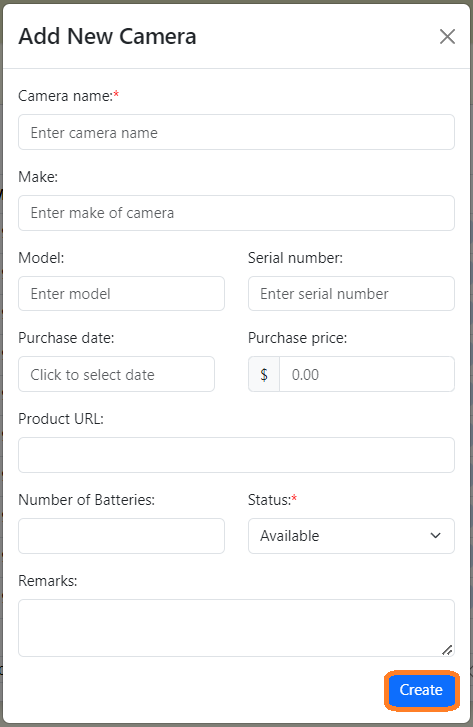 Add New Camera
Camera name:*
Enter camera name
Make:
Enter make of camera
Model: Serial number:
Enter model Enter serial number
Purchase date: Purchase price:
Click to select date $ 0.00
Product URL:
Number of Batteries: Status:*
Available
Remarks:
Create